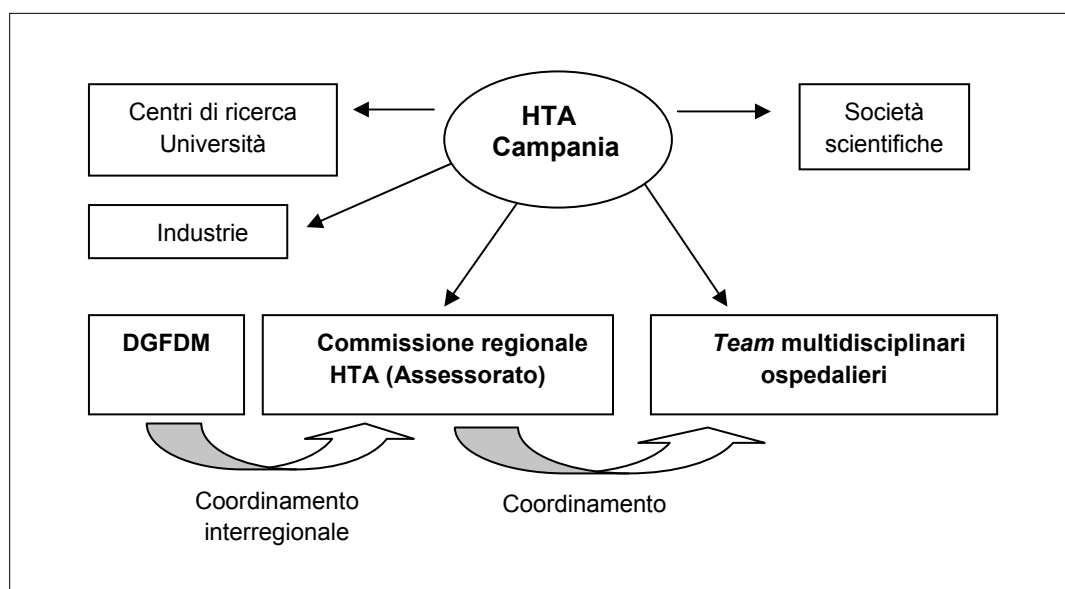 HTA
Campania
Centri di ricerca
Università
Società
scientifiche
Industrie
DGFDM
Commissione regionale
HTA (Assessorato)
Team multidisciplinari
ospedalieri
Coordinamento
interregionale
Coordinamento